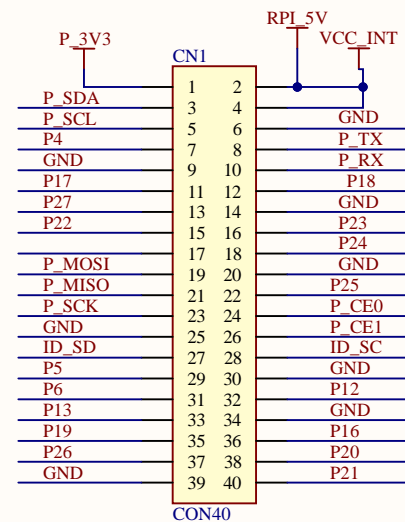 RPI_5V
P_3V3 VCC_INT
CN1
1 2
P_SDA 3 4
P_SCL 5 6 GND
P4 7 8 P_TX
GND 9 10 P_RX
P17 11 12 P18
P27 13 14 GND
P22 15 16 P23
17 18 P24
P_MOSI 19 20 GND
P_MISO 21 22 P25
P_SCK 23 24 P_CE0
GND 25 26 P_CE1
ID_SD 27 28 ID_SC
P5 29 30 GND
P6 31 32 P12
P13 33 34 GND
P19 35 36 P16
P26 37 38 P20
GND 39 40 P21
CON40